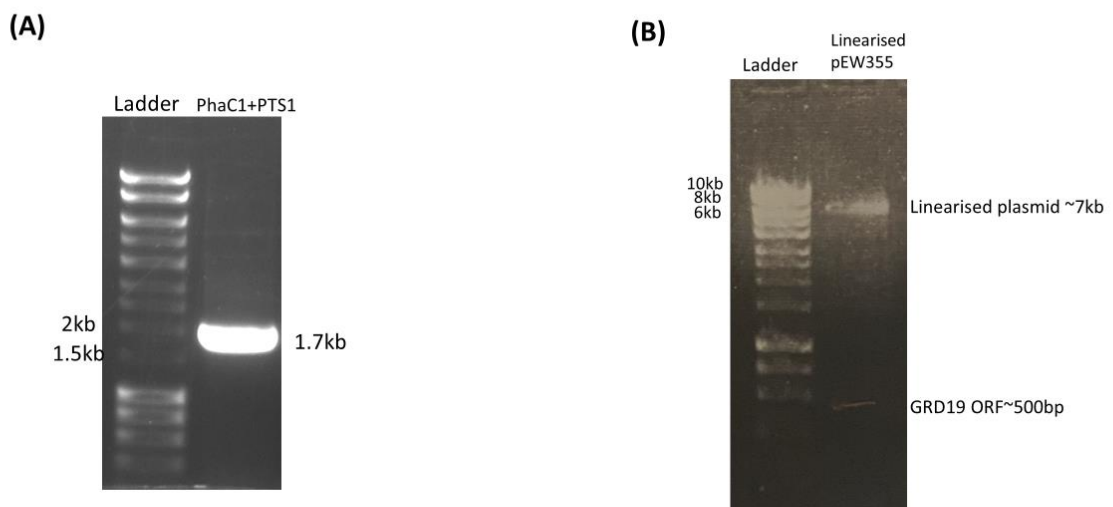 (A)
Ladder PhaC1+PTS1
2kb
1.5kb
1.7kb
(B)
Linearised
pEW355
Ladder
10kb
8kb
6kb
Linearised plasmid ~7kb
GRD19 ORF~500bp